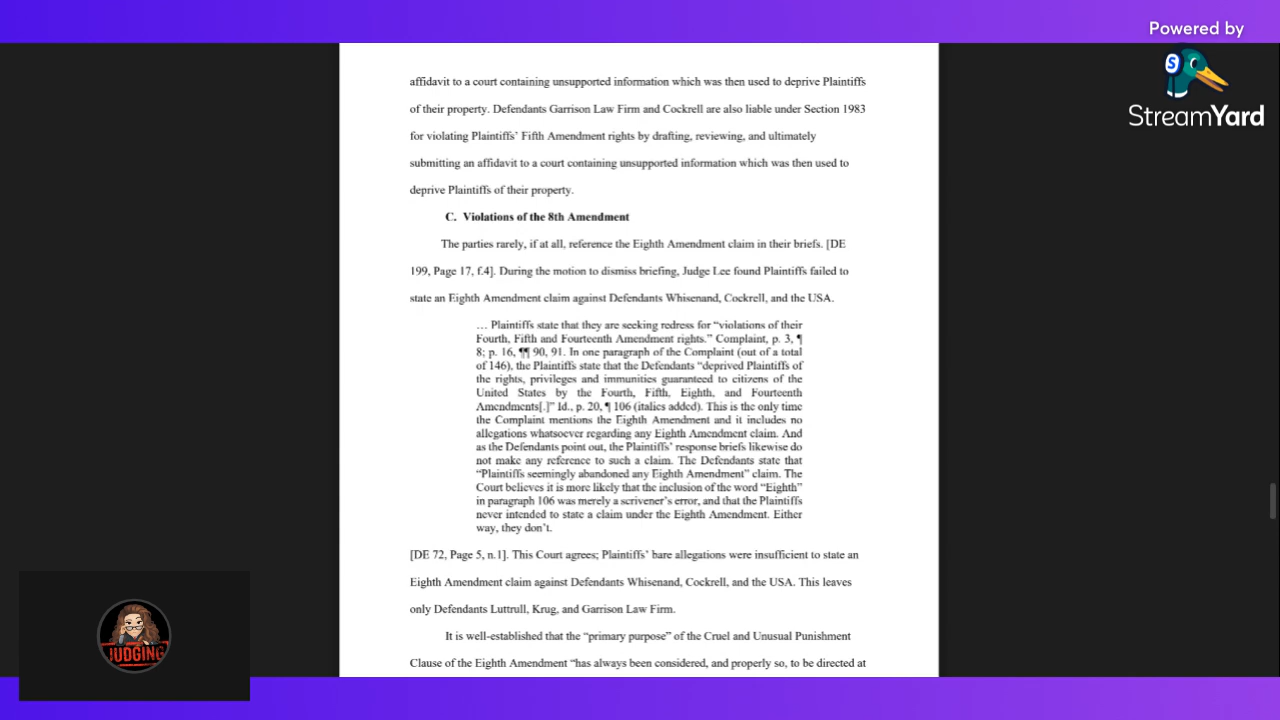 Powered by
StreamYard
affidavit to a court containing unsupported information which was then used to deprive Plaintiffs
of their property. Defendants Garrison Law Firm and Cockrell are also liable under Section 1983
for violating Plaintiffs' Fifth Amendment rights by drafting, reviewing, and ultimately
submitting an affidavit to a court containing unsupported information which was then used to
deprive Plaintiffs of their property.
C. Violations of the 8th Amendment
The parties rarely, if at all, reference the Eighth Amendment claim in their briefs. [DE
199, Page 17, f.4]. During the motion to dismiss briefing, Judge Lee found Plaintiffs failed to
state an Eighth Amendment claim against Defendants Whisenand, Cockrell, and the USA.
… Plaintiffs state that they are seeking redress for "violations of their
Fourth, Fifth and Fourteenth Amendment rights." Complaint, p. 3, ¶
8; p. 16, ¶¶ 90, 91. In one paragraph of the Complaint (out of a total
of 146), the Plaintiffs state that the Defendants "deprived Plaintiffs of
the rights, privileges and immunities guaranteed to citizens of the
United States by the Fourth, Fifth, Eighth, and Fourteenth
Amendments[.]" Id., p. 20, ¶ 106 (italics added). This is the only time
the Complaint mentions the Eighth Amendment and it includes no
allegations whatsoever regarding any Eighth Amendment claim. And
as the Defendants point out, the Plaintiffs' response briefs likewise do
not make any reference to such a claim. The Defendants state that
"Plaintiffs seemingly abandoned any Eighth Amendment" claim. The
Court believes it is more likely that the inclusion of the word "Eighth"
in paragraph 106 was merely a scrivener's error, and that the Plaintiffs
never intended to state a claim under the Eighth Amendment. Either
way, they don't.
[DE 72, Page 5, n.1]. This Court agrees; Plaintiffs' bare allegations were insufficient to state an
Eighth Amendment claim against Defendants Whisenand, Cockrell, and the USA. This leaves
only Defendants Luttrull, Krug, and Garrison Law Firm.
It is well-established that the "primary purpose" of the Cruel and Unusual Punishment
Clause of the Eighth Amendment "has always been considered, and properly so, to be directed at
JUDGING